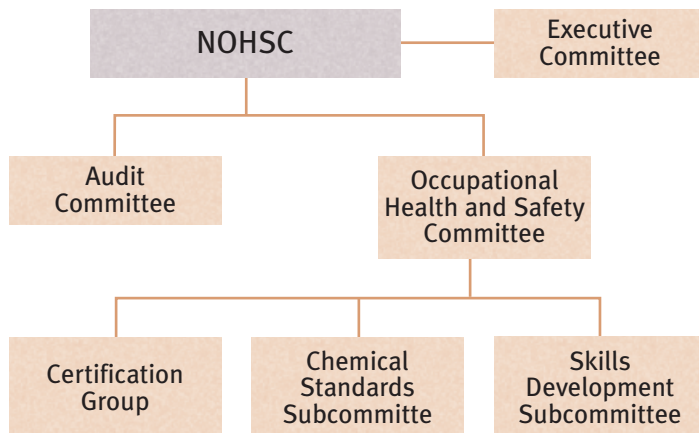 NOHSC
Executive
Committee
Audit
Committee
Occupational
Health and Safety
Committee
Certification
Group
Chemical
Standards
Subcommitte
Skills
Development
Subcommittee